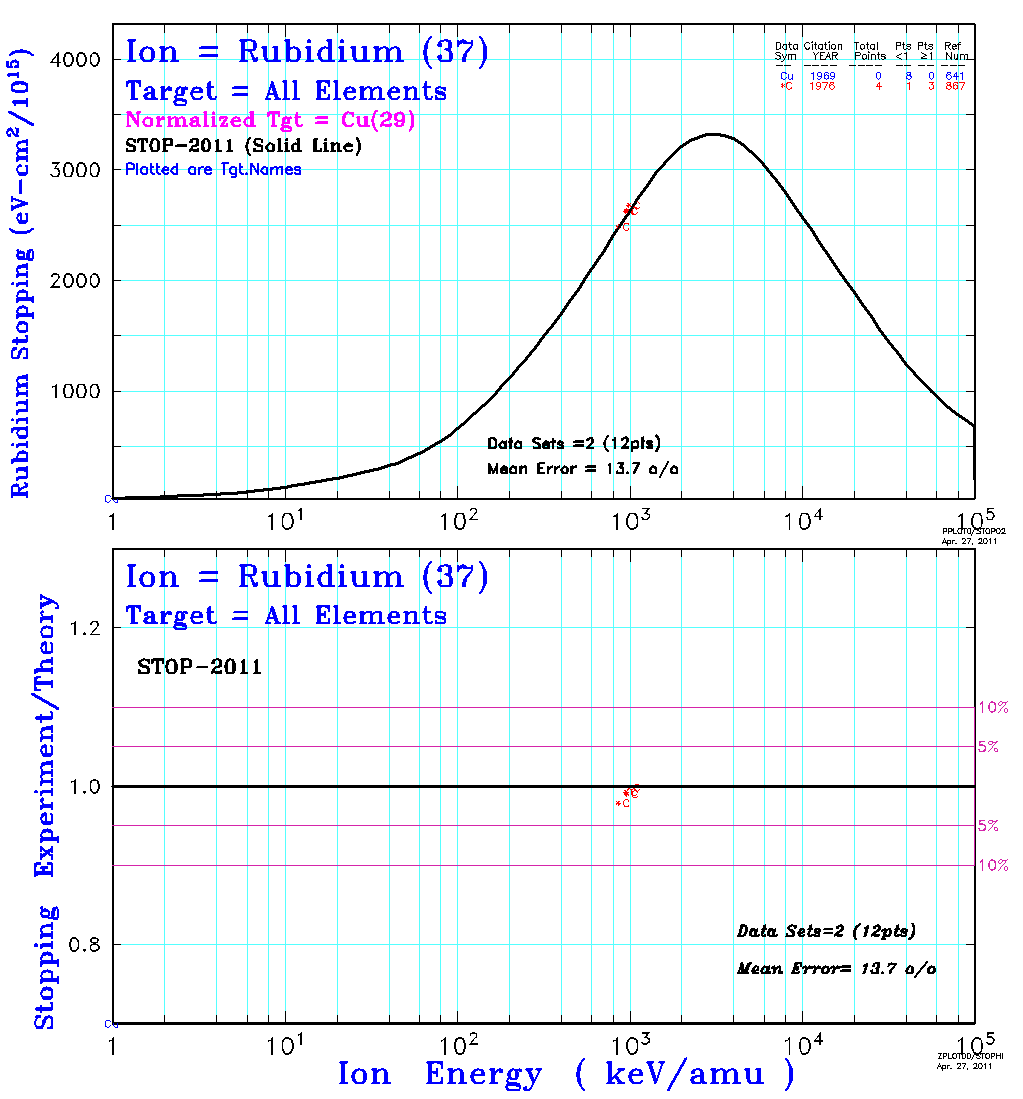 Ion = Rubidium (37)
Target = All Elements
Normalized Tgt = Cu(29)
STOP-2011 (Solid Line)
Plotted are Tgt.Names
Data Citation Total Pts Pts Ref
Sym YEAR Points <1 ≥1 Num
Cu 1969 0 8 0 641
*C 1976 4 1 3 867
Rubidium Stopping (eV-cm²/10¹⁵)
4000
3000
2000
1000
*C
*C
*C
Data Sets =2 (12pts)
Mean Error = 13.7 o/o
1 10¹ 10² 10³ 10⁴ 10⁵
Apr. 27, 2011
Ion = Rubidium (37)
Target = All Elements
STOP-2011
Stopping Experiment/Theory
1.2
1.0
0.8
10%
5%
5%
10%
*C
*C
*C
Data Sets=2 (12pts)
Mean Error= 13.7 o/o
1 10¹ 10² 10³ 10⁴ 10⁵
Ion Energy ( keV/amu )
Apr. 27, 2011